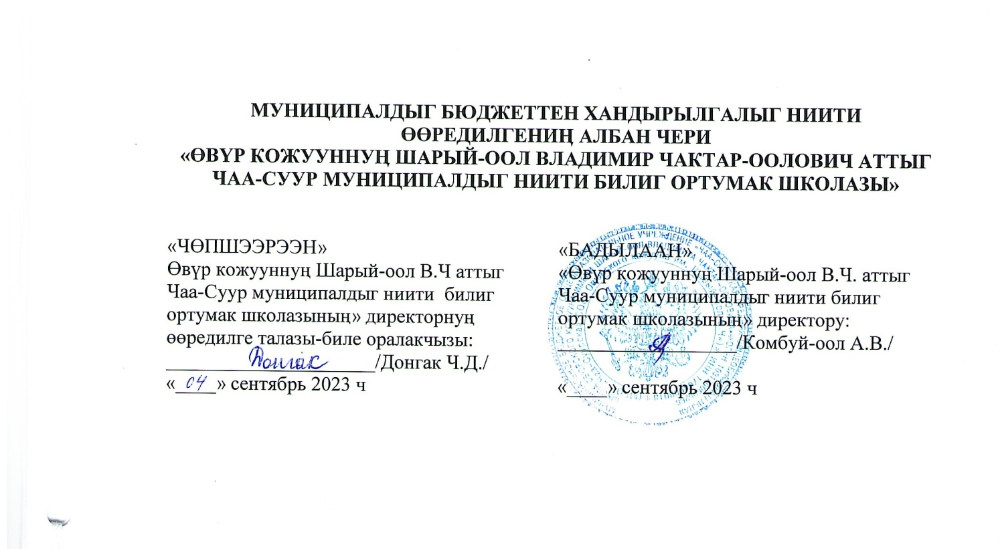 МУНИЦИПАЛДЫГ БЮДЖЕТТЕН ХАНДЫРЫЛГАЛЫГ НИИТИ
ӨӨРЕДИЛГЕНИҢ АЛБАН ЧЕРИ
«ӨВҮР КОЖУУННУҢ ШАРЫЙ-ООЛ ВЛАДИМИР ЧАКТАР-ООЛОВИЧ АТТЫГ
ЧАА-СУУР МУНИЦИПАЛДЫГ НИИТИ БИЛИГ ОРТУМАК ШКОЛАЗЫ»
«ЧӨПШЭЭРЭЭН»
Өвүр кожууннуң Шарый-оол В.Ч аттыг
Чаа-Суур муниципалдыг ниити билиг
ортумак школазының» директорнуң
өөредилге талазы-биле оралакчызы:
Донгак /Донгак Ч.Д./
«04» сентябрь 2023 ч
«БАДЫЛААН»
«Өвүр кожууннуң Шарый-оол В.Ч. аттыг
Чаа-Суур муниципалдыг ниити билиг
ортумак школазының» директору:
____________________/Комбуй-оол А.В./
«____» сентябрь 2023 ч